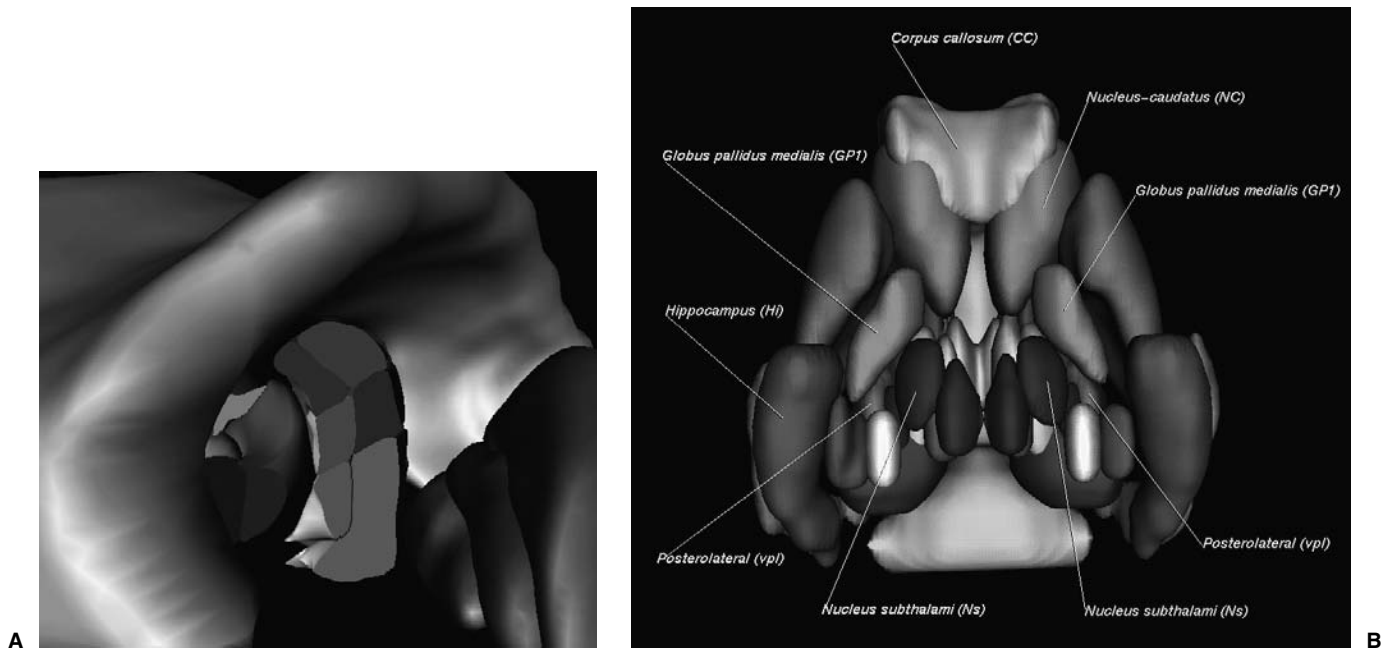 Corpus callosum (CC)
Nucleus-caudatus (NC)
Globus pallidus medialis (GP1)
Globus pallidus medialis (GP1)
Hippocampus (Hi)
Posterolateral (vpl)
Posterolateral (vpl)
Nucleus subthalami (Ns)
Nucleus subthalami (Ns)
A
B